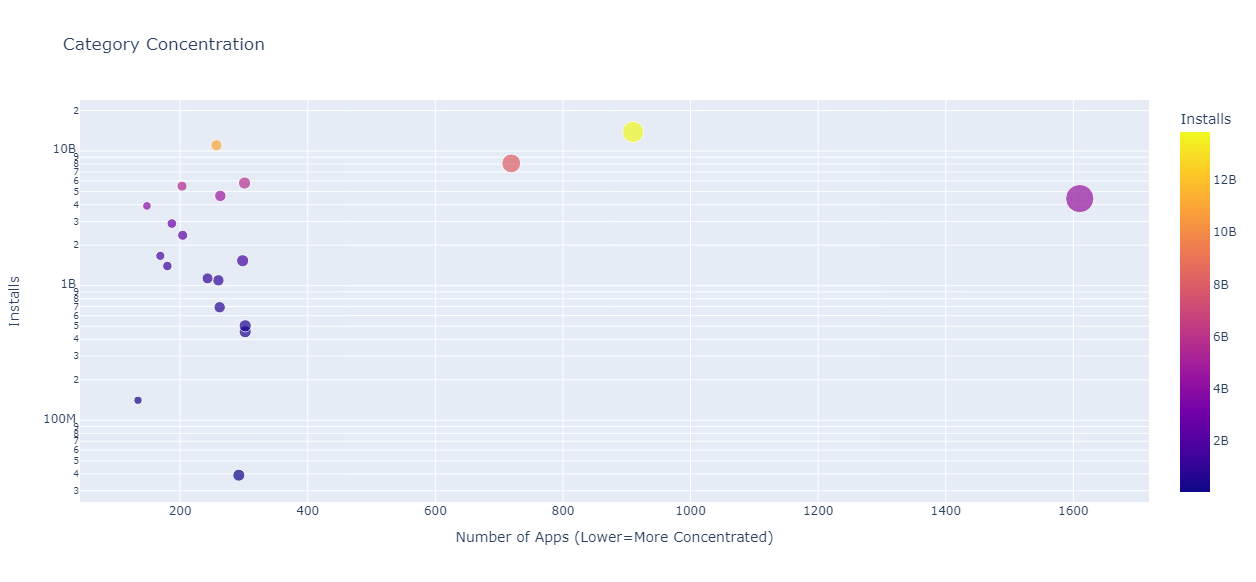 Category Concentration
Installs
2
10B
9
8
7
6
5
4
3
2
1B
9
8
7
6
5
4
3
2
100M
9
8
7
6
5
4
3
200 400 600 800 1000 1200 1400 1600
Number of Apps (Lower=More Concentrated)
Installs
12B
10B
8B
6B
4B
2B